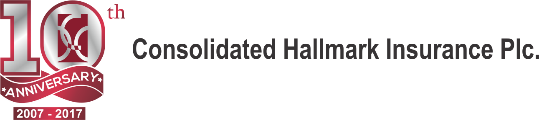 10th
ANNIVERSARY
2007 - 2017
Consolidated Hallmark Insurance Plc.